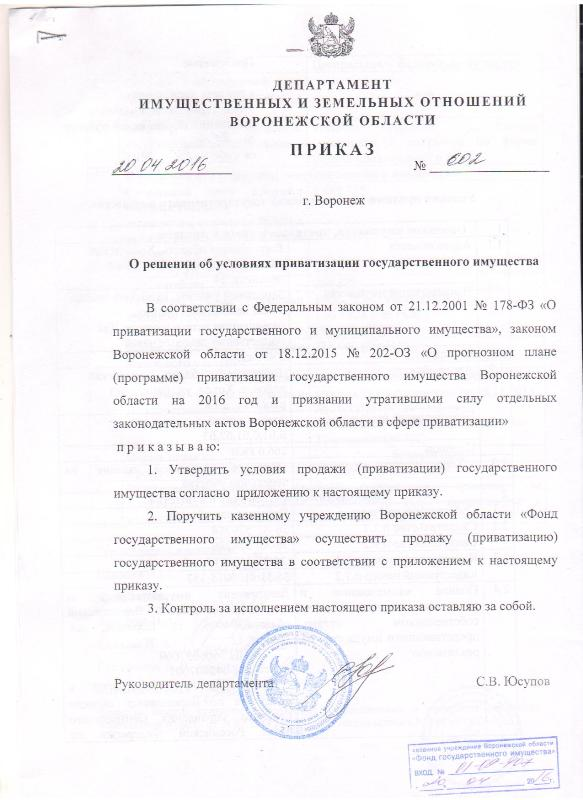 ДЕПАРТАМЕНТ
ИМУЩЕСТВЕННЫХ И ЗЕМЕЛЬНЫХ ОТНОШЕНИЙ
ВОРОНЕЖСКОЙ ОБЛАСТИ
ПРИКАЗ
20 04 2016 № 602
г. Воронеж
О решении об условиях приватизации государственного имущества
В соответствии с Федеральным законом от 21.12.2001 № 178-ФЗ «О
приватизации государственного и муниципального имущества», законом
Воронежской области от 18.12.2015 № 202-ОЗ «О прогнозном плане
(программе) приватизации государственного имущества Воронежской
области на 2016 год и признании утратившими силу отдельных
законодательных актов Воронежской области в сфере приватизации»
п р и к а з ы в а ю:
1. Утвердить условия продажи (приватизации) государственного
имущества согласно приложению к настоящему приказу.
2. Поручить казенному учреждению Воронежской области «Фонд
государственного имущества» осуществить продажу (приватизацию)
государственного имущества в соответствии с приложением к настоящему
приказу.
3. Контроль за исполнением настоящего приказа оставляю за собой.
Руководитель департамента С.В. Юсупов
казенное учреждение Воронежской области
«Фонд государственного имущества»
ВХОД. №
20 04 2016 г.